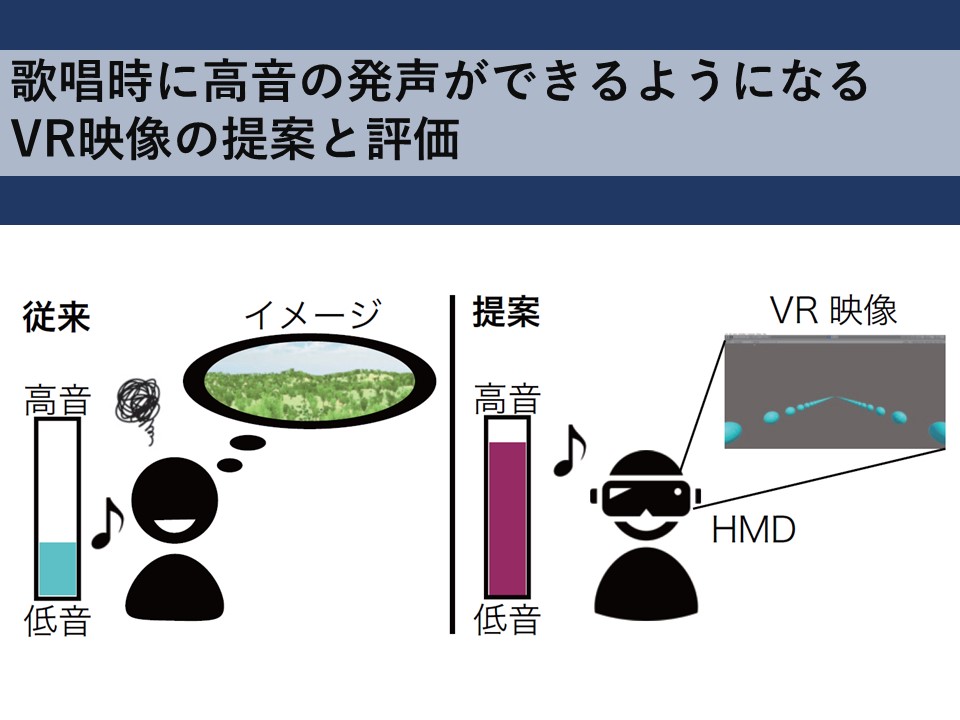 歌唱時に高音の発声ができるようになる
VR映像の提案と評価
従来
イメージ
高音
低音
提案
VR 映像
高音
HMD
低音